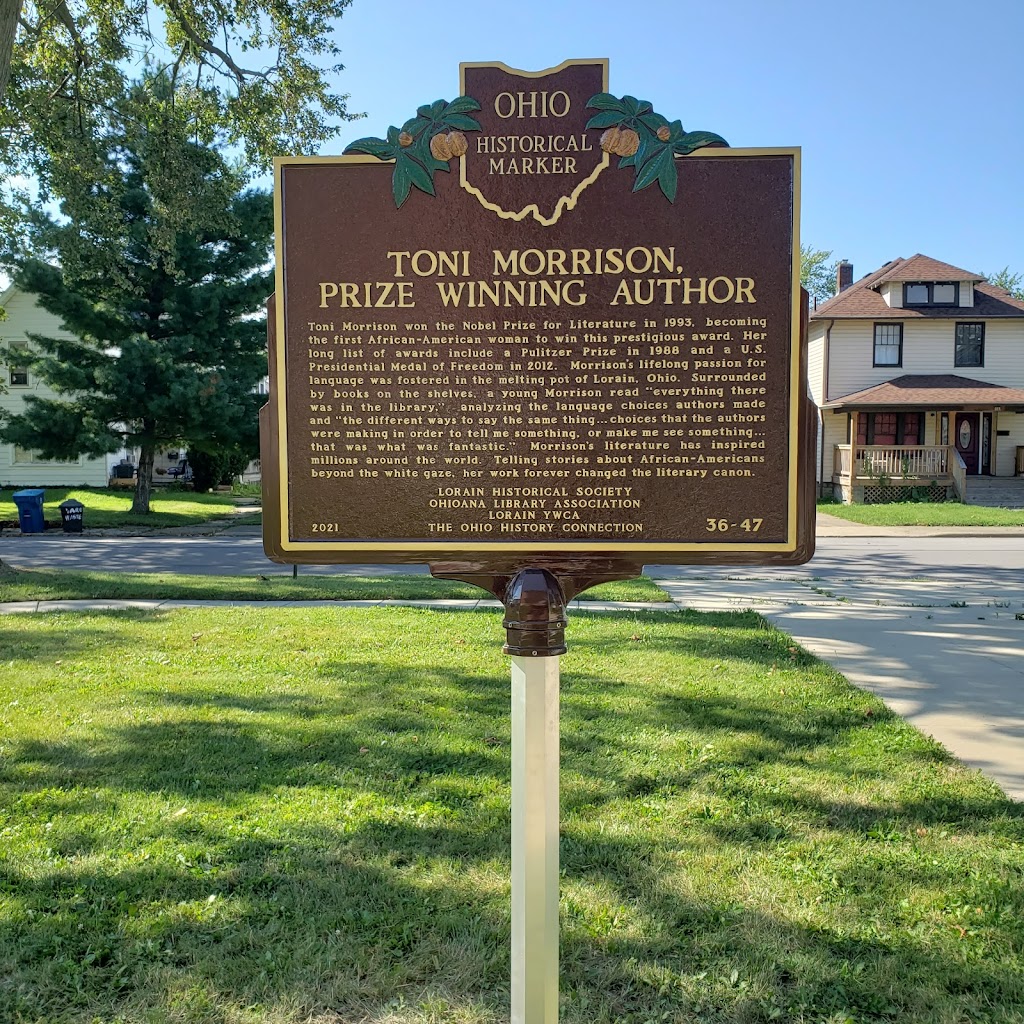 OHIO
HISTORICAL
MARKER
TONI MORRISON,
PRIZE WINNING AUTHOR
Toni Morrison won the Nobel Prize for Literature in 1993, becoming
the first African-American woman to win this prestigious award. Her
long list of awards include a Pulitzer Prize in 1988 and a U.S.
Presidential Medal of Freedom in 2012. Morrison's lifelong passion for
language was fostered in the melting pot of Lorain, Ohio. Surrounded
by books on the shelves, a young Morrison read "everything there
was in the library," analyzing the language choices authors made
and "the different ways to say the same thing...choices that the authors
were making in order to tell me something, or make me see something...
that was what was fantastic." Morrison's literature has inspired
millions around the world. Telling stories about African-Americans
beyond the white gaze, her work forever changed the literary canon.
LORAIN HISTORICAL SOCIETY
OHIOANA LIBRARY ASSOCIATION
LORAIN YWCA
2021 THE OHIO HISTORY CONNECTION 36-47